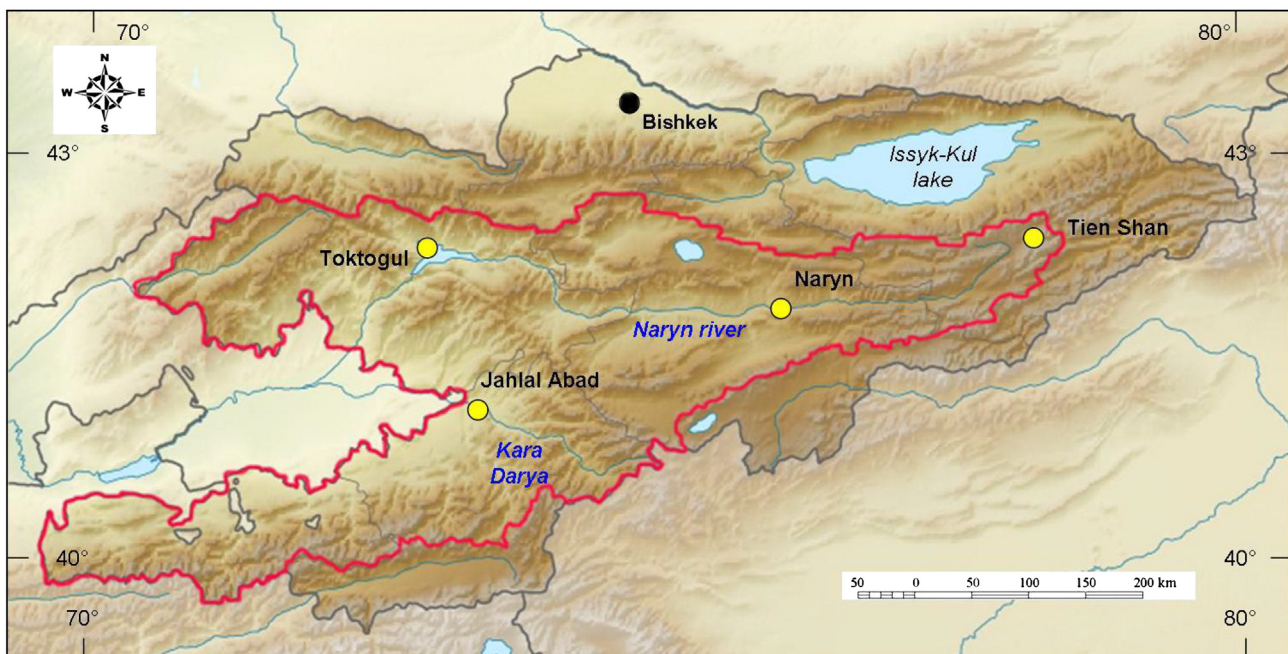 70°
80°
N
W
E
S
Bishkek
43°
43°
Issyk-Kul
lake
Tien Shan
Toktogul
Naryn
Naryn river
Jahlal Abad
Kara
Darya
40°
40°
50 0 50 100 150 200 km
70°
80°